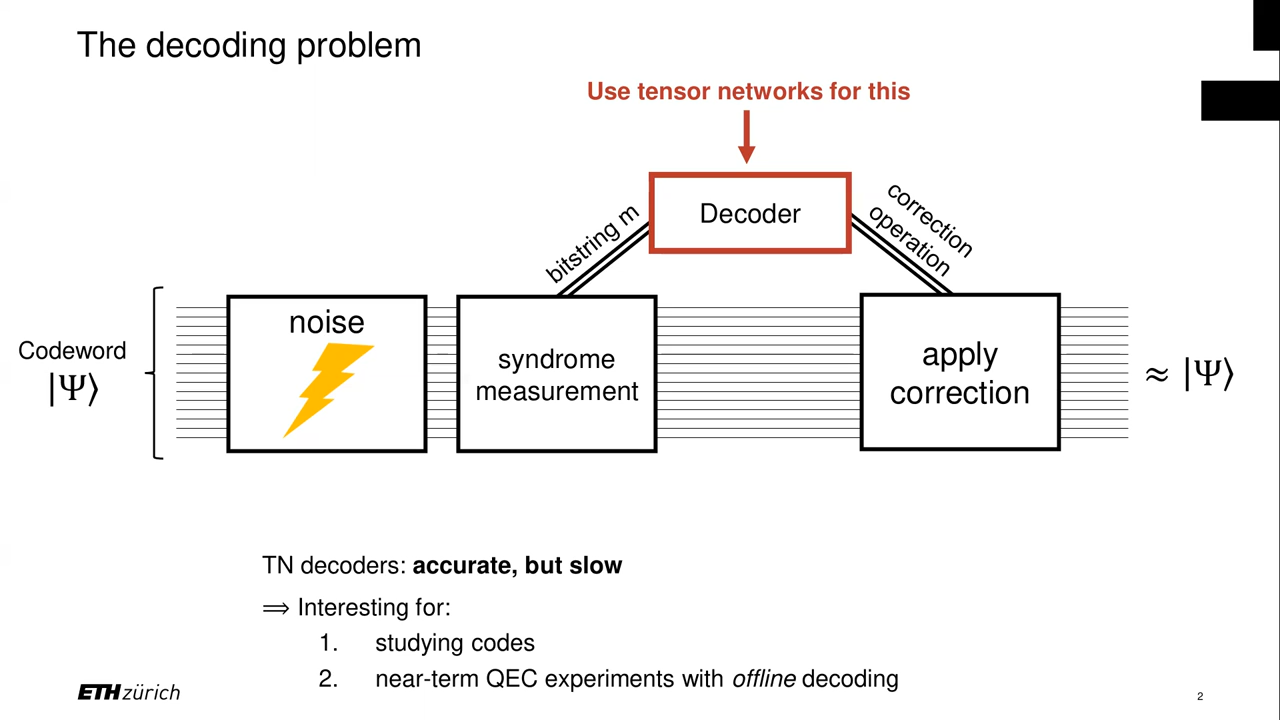 The decoding problem
Use tensor networks for this
Decoder
bitstring m
correction
operation
noise
syndrome
measurement
apply
correction
Codeword
|Ψ⟩
≈ |Ψ⟩
TN decoders: accurate, but slow
⟹ Interesting for:
1. studying codes
2. near-term QEC experiments with offline decoding
ETH zürich
2